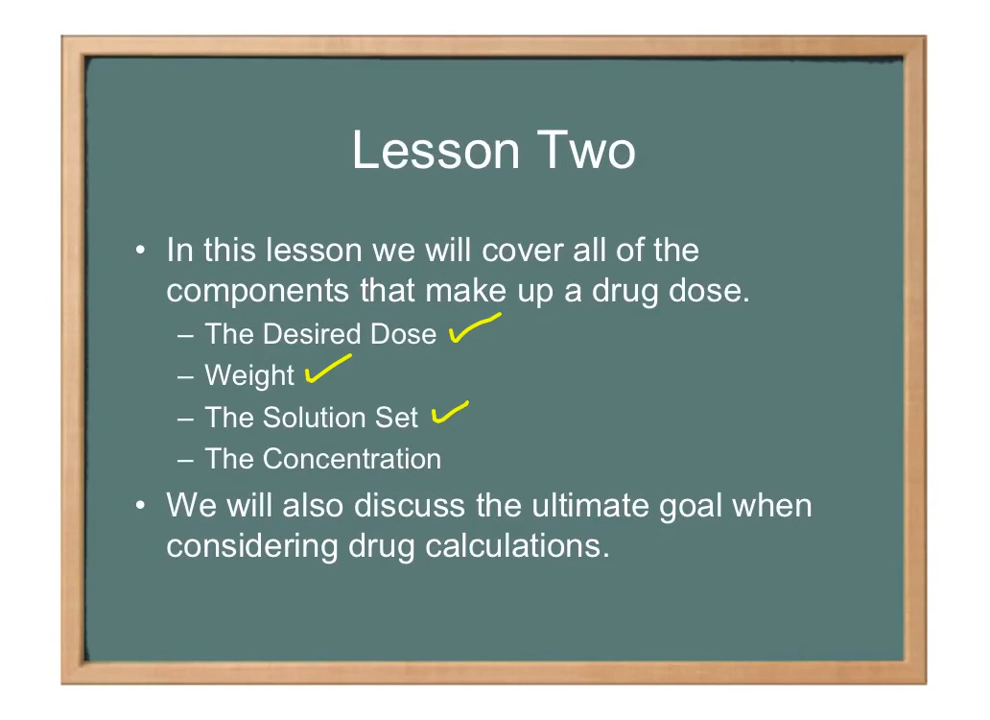 Lesson Two
• In this lesson we will cover all of the
components that make up a drug dose.
– The Desired Dose
– Weight
– The Solution Set
– The Concentration
• We will also discuss the ultimate goal when
considering drug calculations.